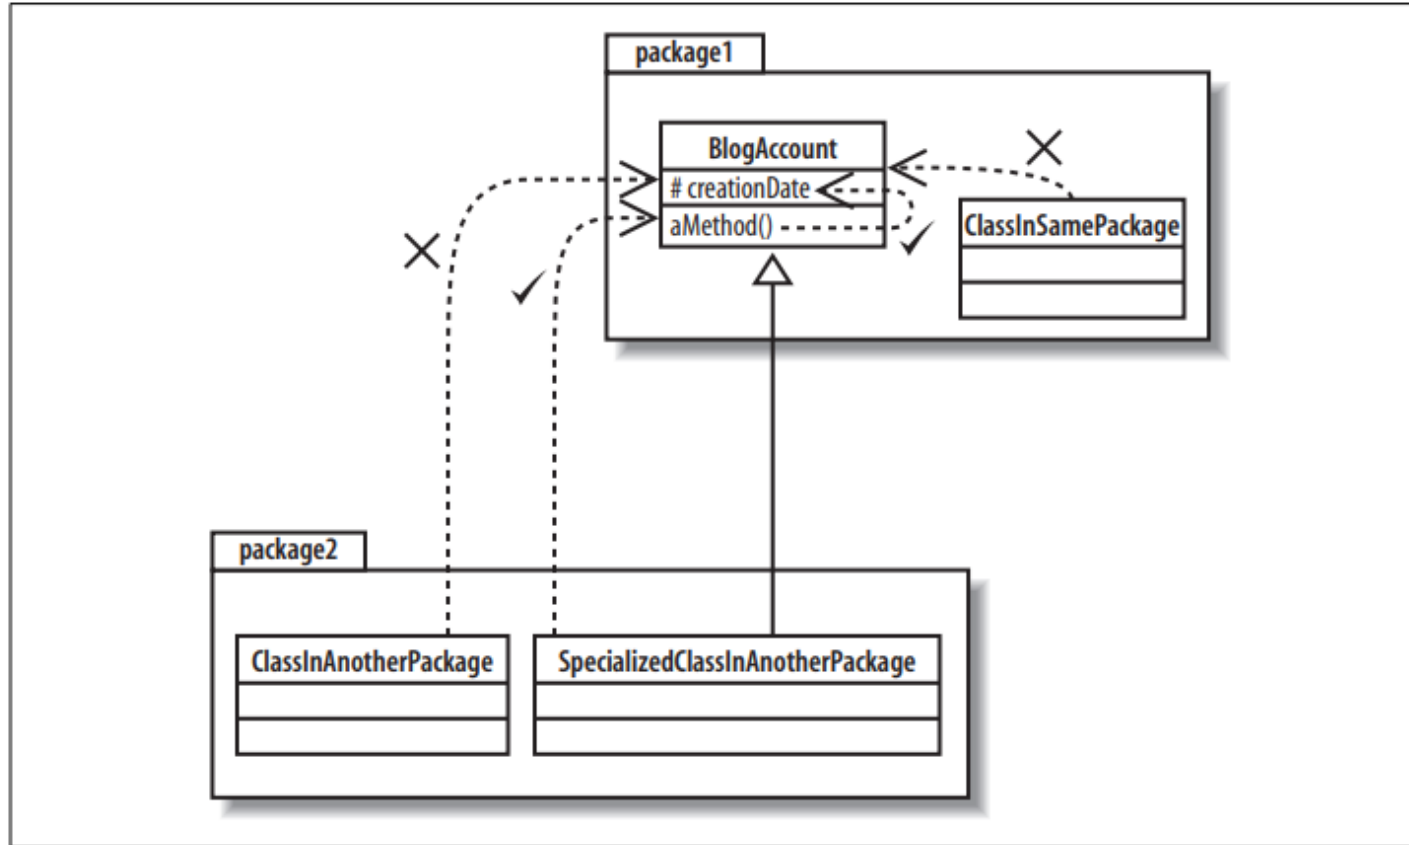 package1
BlogAccount
# creationDate
aMethod()
ClassInSamePackage
package2
ClassInAnotherPackage
SpecializedClassInAnotherPackage